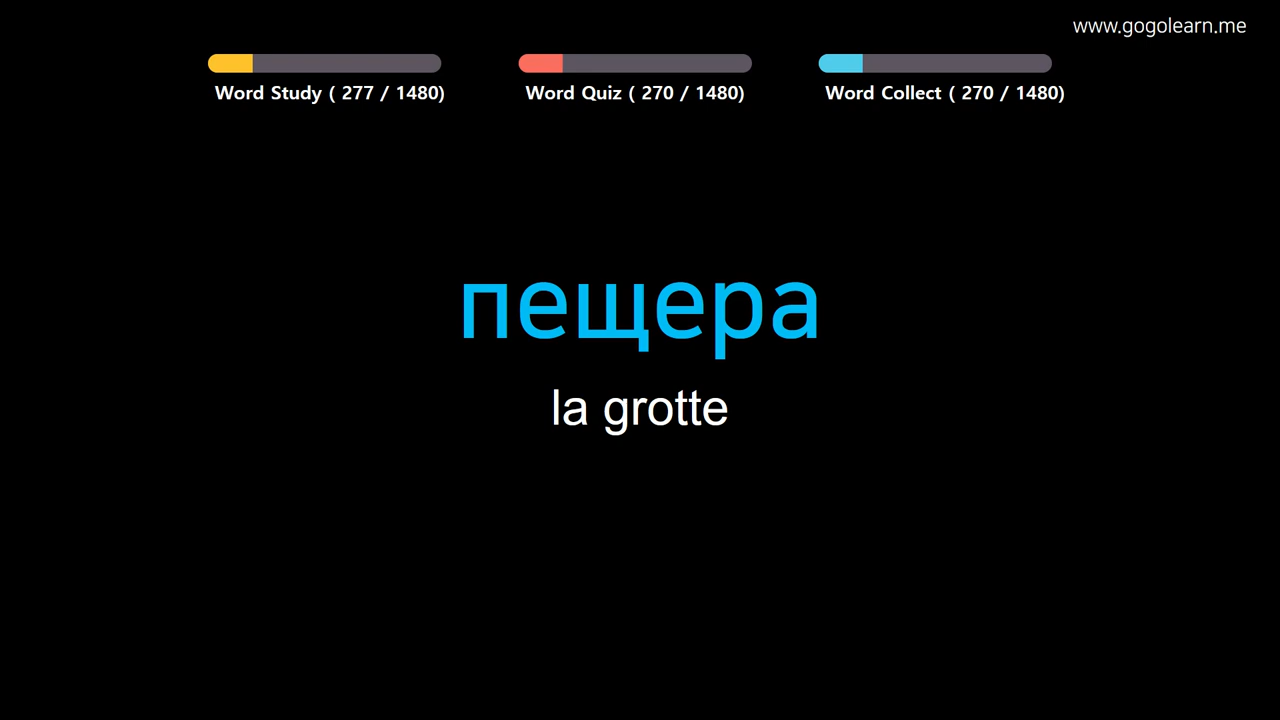 www.gogolearn.me
Word Study ( 277 / 1480)
Word Quiz ( 270 / 1480)
Word Collect ( 270 / 1480)
пещера
la grotte